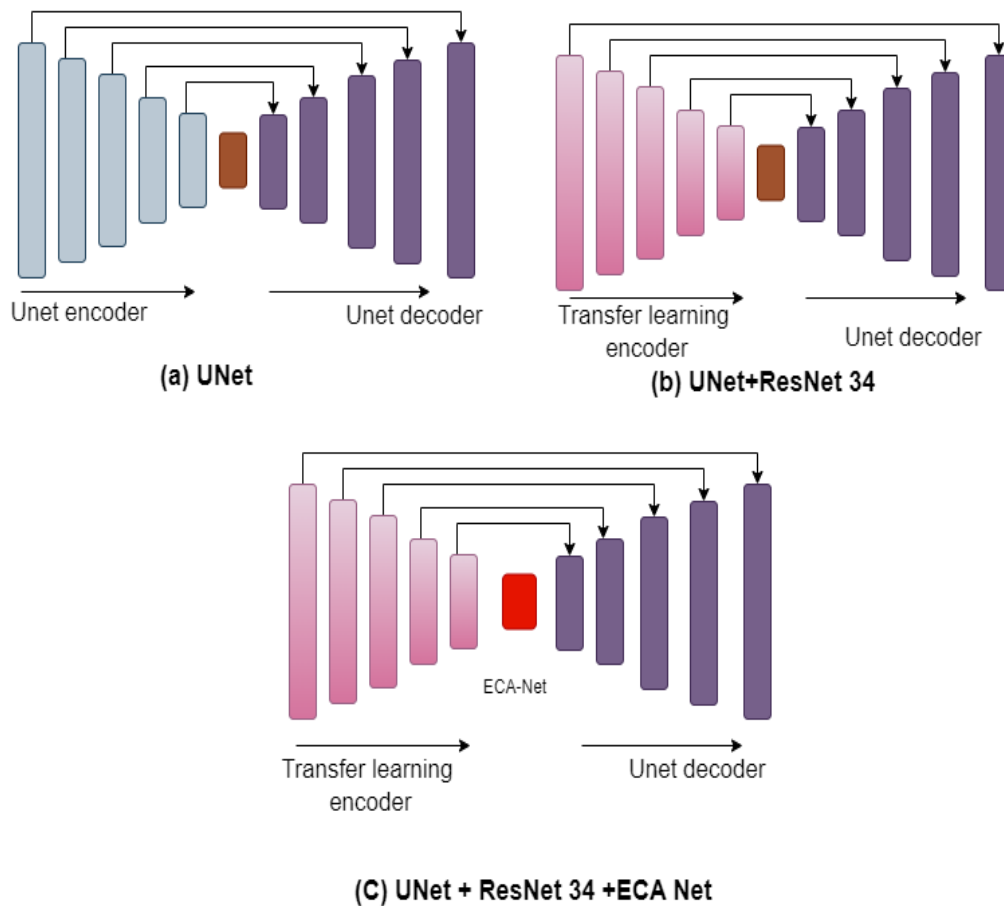 Unet encoder
Unet decoder
(a) UNet
Transfer learning
encoder
Unet decoder
(b) UNet+ResNet 34
ECA-Net
Transfer learning
encoder
Unet decoder
(C) UNet + ResNet 34 +ECA Net